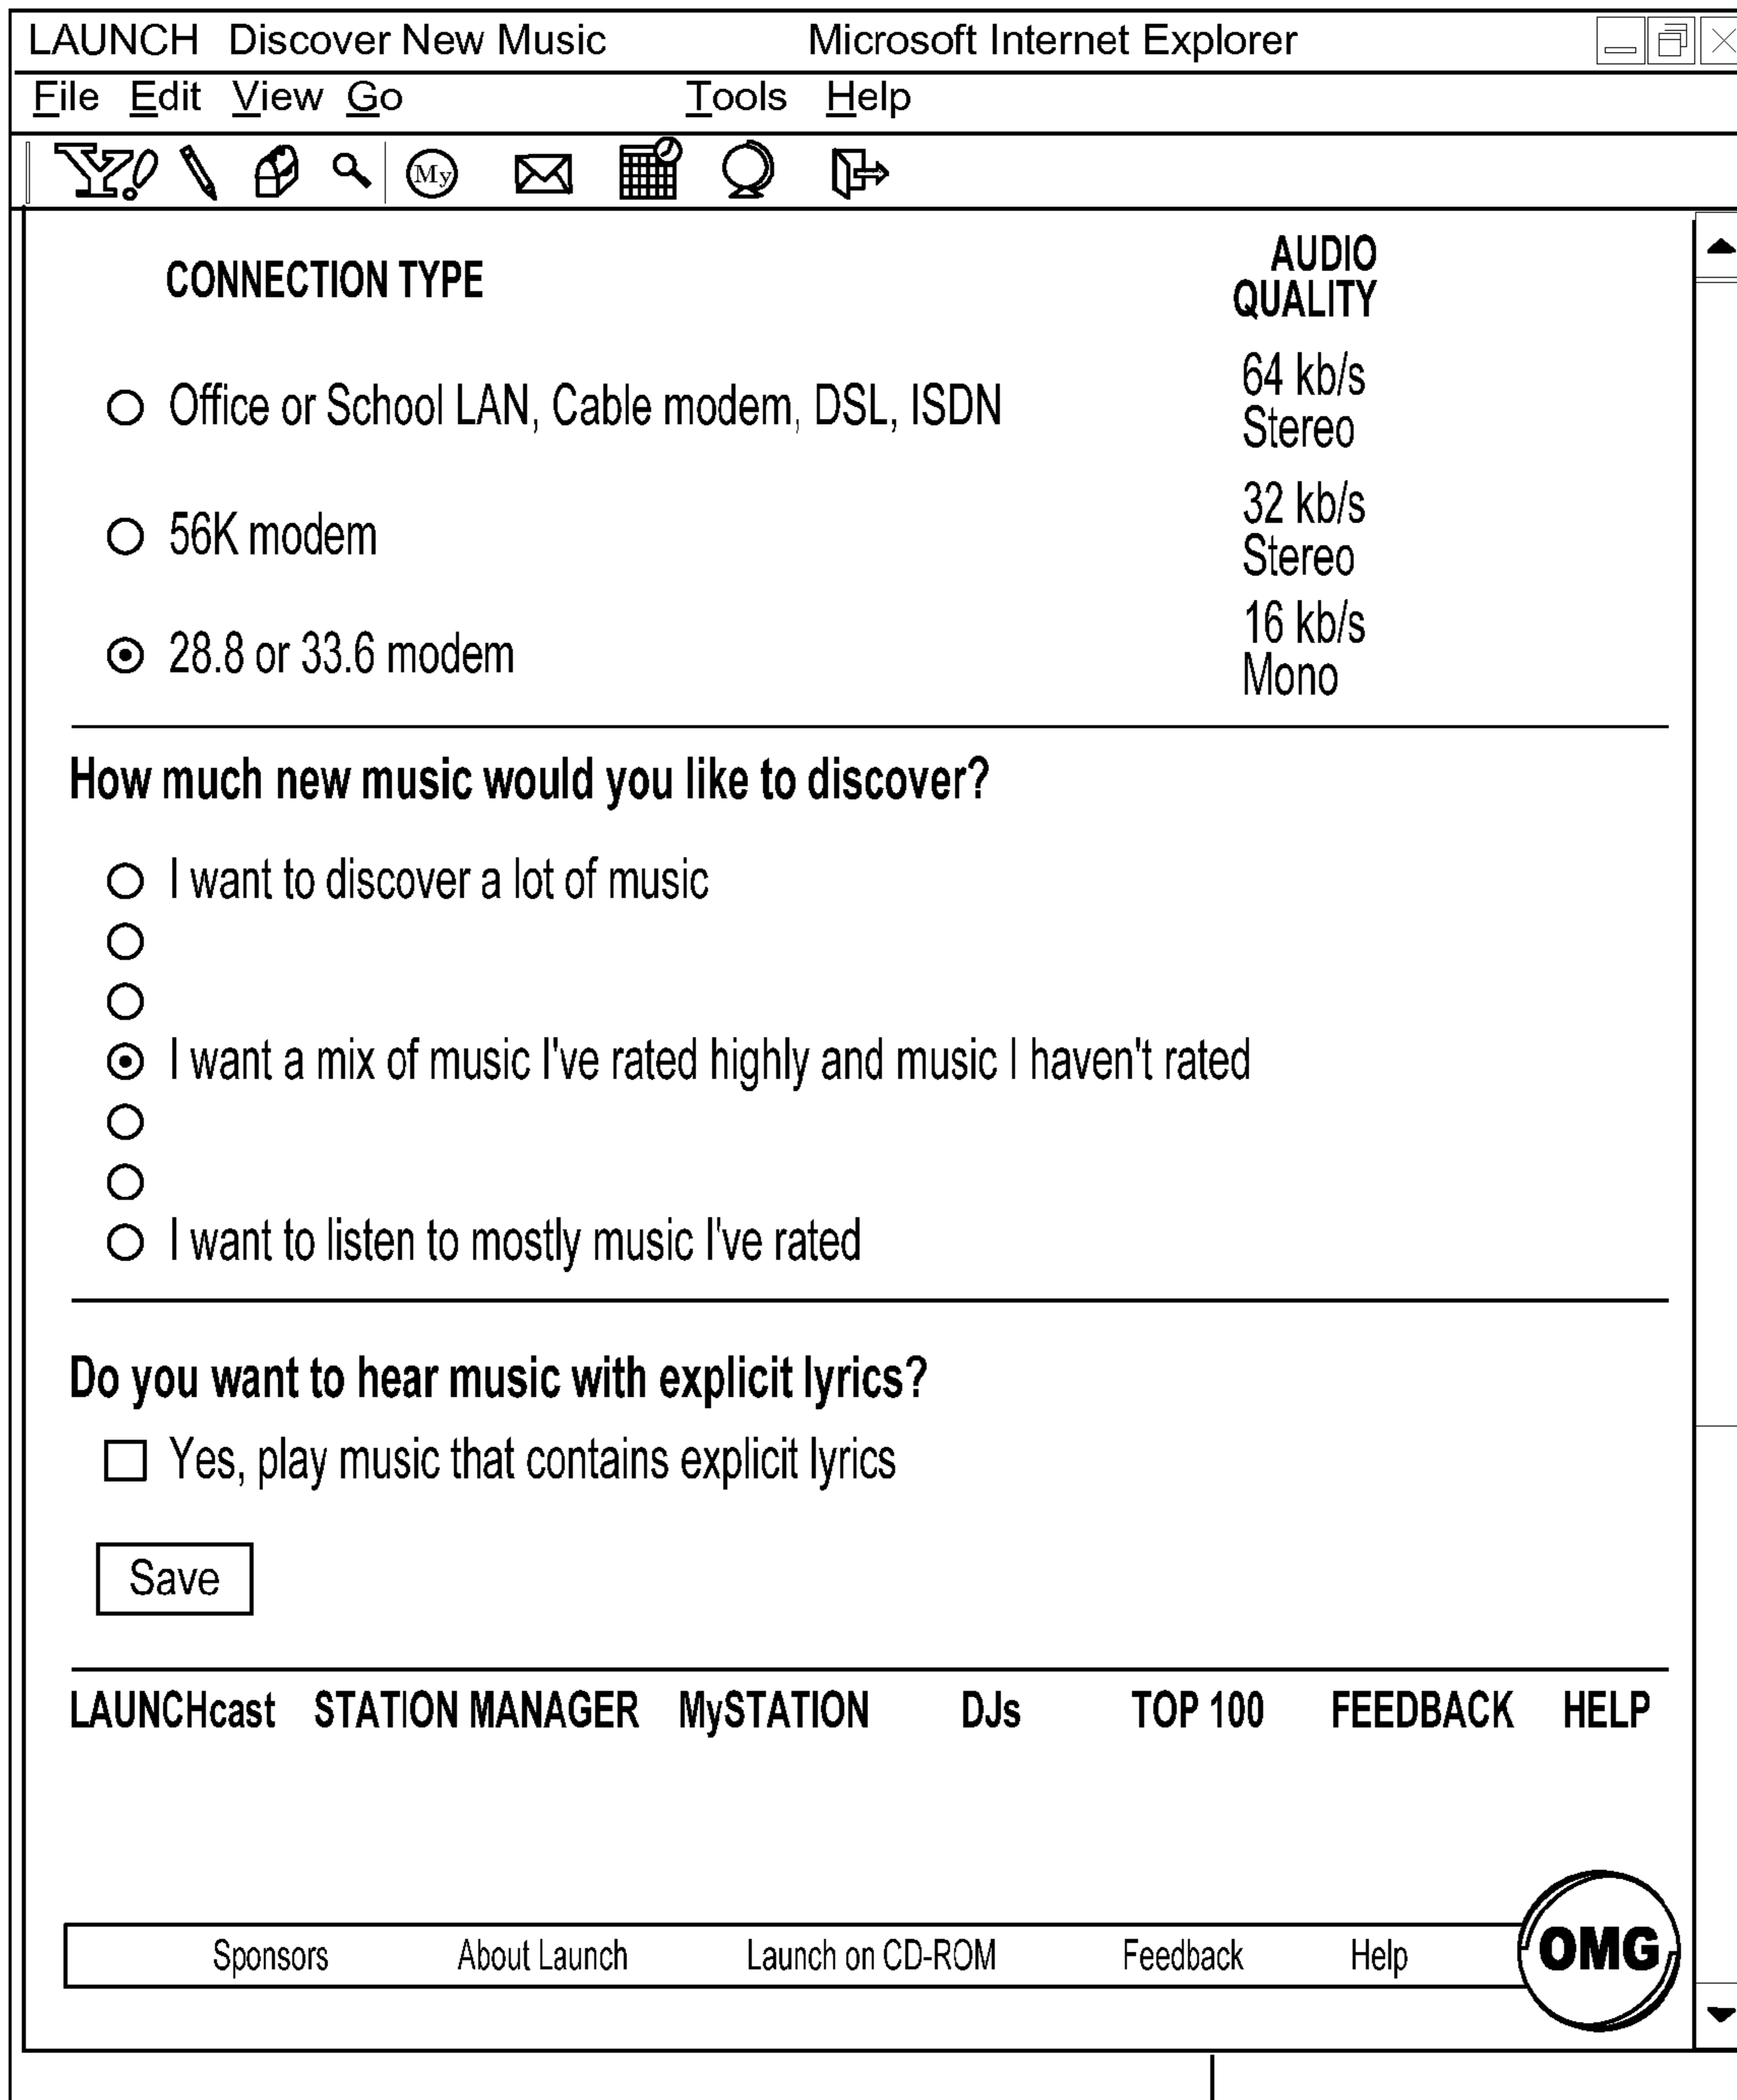 LAUNCH Discover New Music Microsoft Internet Explorer
File Edit View Go Tools Help
Y! My
CONNECTION TYPE AUDIO QUALITY
Office or School LAN, Cable modem, DSL, ISDN 64 kb/s Stereo
56K modem 32 kb/s Stereo
28.8 or 33.6 modem 16 kb/s Mono
How much new music would you like to discover?
I want to discover a lot of music
I want a mix of music I've rated highly and music I haven't rated
I want to listen to mostly music I've rated
Do you want to hear music with explicit lyrics?
Yes, play music that contains explicit lyrics
Save
LAUNCHcast STATION MANAGER MySTATION DJs TOP 100 FEEDBACK HELP
Sponsors About Launch Launch on CD-ROM Feedback Help OMG